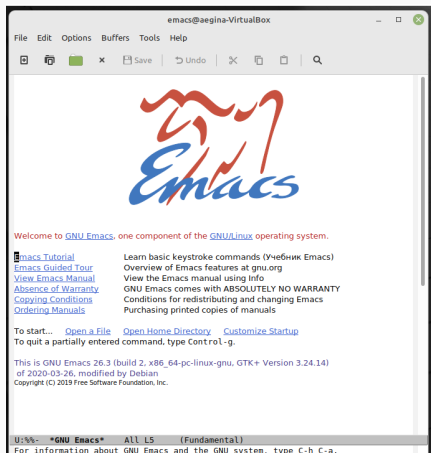 emacs@aegina-VirtualBox
File Edit Options Buffers Tools Help
Save Undo
Emacs
Welcome to GNU Emacs, one component of the GNU/Linux operating system.
Emacs Tutorial Learn basic keystroke commands (Учебник Emacs)
Emacs Guided Tour Overview of Emacs features at gnu.org
View Emacs Manual View the Emacs manual using Info
Absence of Warranty GNU Emacs comes with ABSOLUTELY NO WARRANTY
Copying Conditions Conditions for redistributing and changing Emacs
Ordering Manuals Purchasing printed copies of manuals
To start... Open a File Open Home Directory Customize Startup
To quit a partially entered command, type Control-g.
This is GNU Emacs 26.3 (build 2, x86_64-pc-linux-gnu, GTK+ Version 3.24.14)
of 2020-03-26, modified by Debian
Copyright (C) 2019 Free Software Foundation, Inc.
U:%%- *GNU Emacs* All L5 (Fundamental)
For information about GNU Emacs and the GNU system, type C-h C-a.